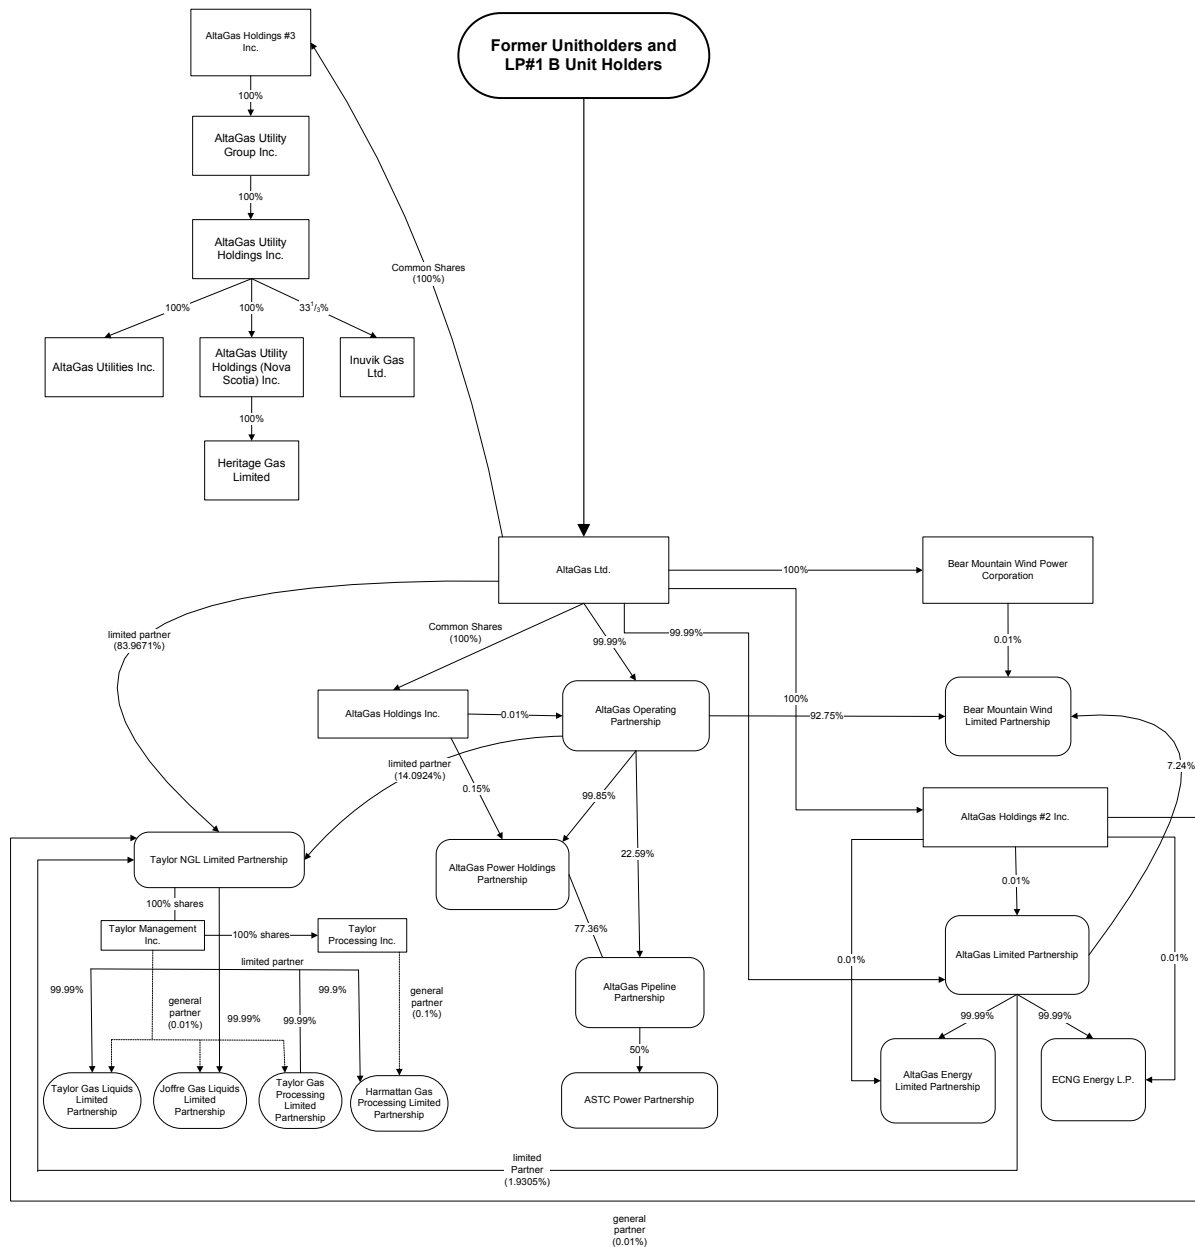 AltaGas Holdings #3
Inc.
Former Unitholders and
LP#1 B Unit Holders
100%
AltaGas Utility
Group Inc.
100%
AltaGas Utility
Holdings Inc.
Common Shares
(100%)
100%
100%
33¹/₃%
AltaGas Utilities Inc.
AltaGas Utility
Holdings (Nova
Scotia) Inc.
Inuvik Gas
Ltd.
100%
Heritage Gas
Limited
AltaGas Ltd.
100%
Bear Mountain Wind Power
Corporation
limited partner
(83.9671%)
Common Shares
(100%)
99.99%
99.99%
0.01%
100%
AltaGas Holdings Inc.
0.01%
AltaGas Operating
Partnership
92.75%
Bear Mountain Wind
Limited Partnership
limited partner
(14.0924%)
7.24%
0.15%
99.85%
AltaGas Holdings #2 Inc.
Taylor NGL Limited Partnership
AltaGas Power Holdings
Partnership
22.59%
0.01%
100% shares
Taylor Management
Inc.
100% shares
Taylor
Processing Inc.
77.36%
AltaGas Limited Partnership
0.01%
0.01%
limited partner
99.99%
99.9%
general
partner
(0.01%)
99.99%
99.99%
general
partner
(0.1%)
AltaGas Pipeline
Partnership
99.99%
99.99%
50%
Taylor Gas Liquids
Limited
Partnership
Joffre Gas Liquids
Limited
Partnership
Taylor Gas
Processing
Limited
Partnership
Harmattan Gas
Processing Limited
Partnership
ASTC Power Partnership
AltaGas Energy
Limited Partnership
ECNG Energy L.P.
limited
Partner
(1.9305%)
general
partner
(0.01%)